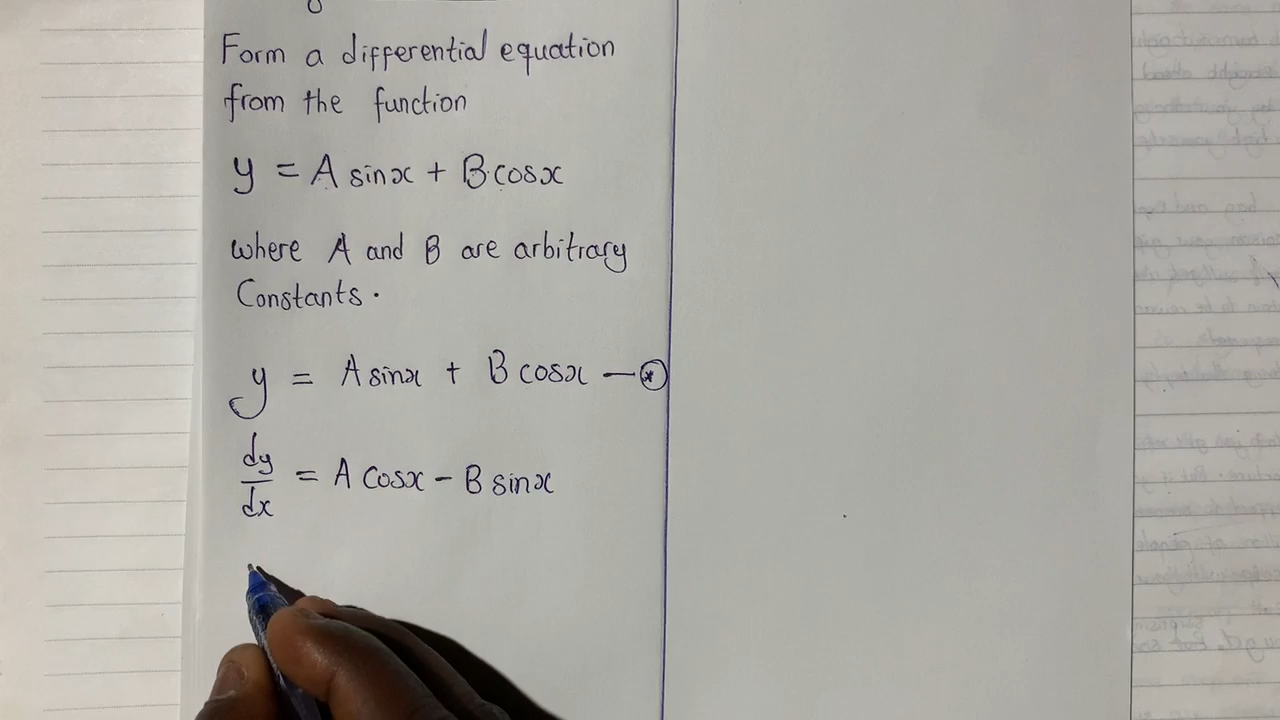 Form a differential equation
from the function
y = A sinx + B cosx
where A and B are arbitrary
Constants.
y = A sinx + B cosx — ⊛
dy/dx = A Cosx − B sinx